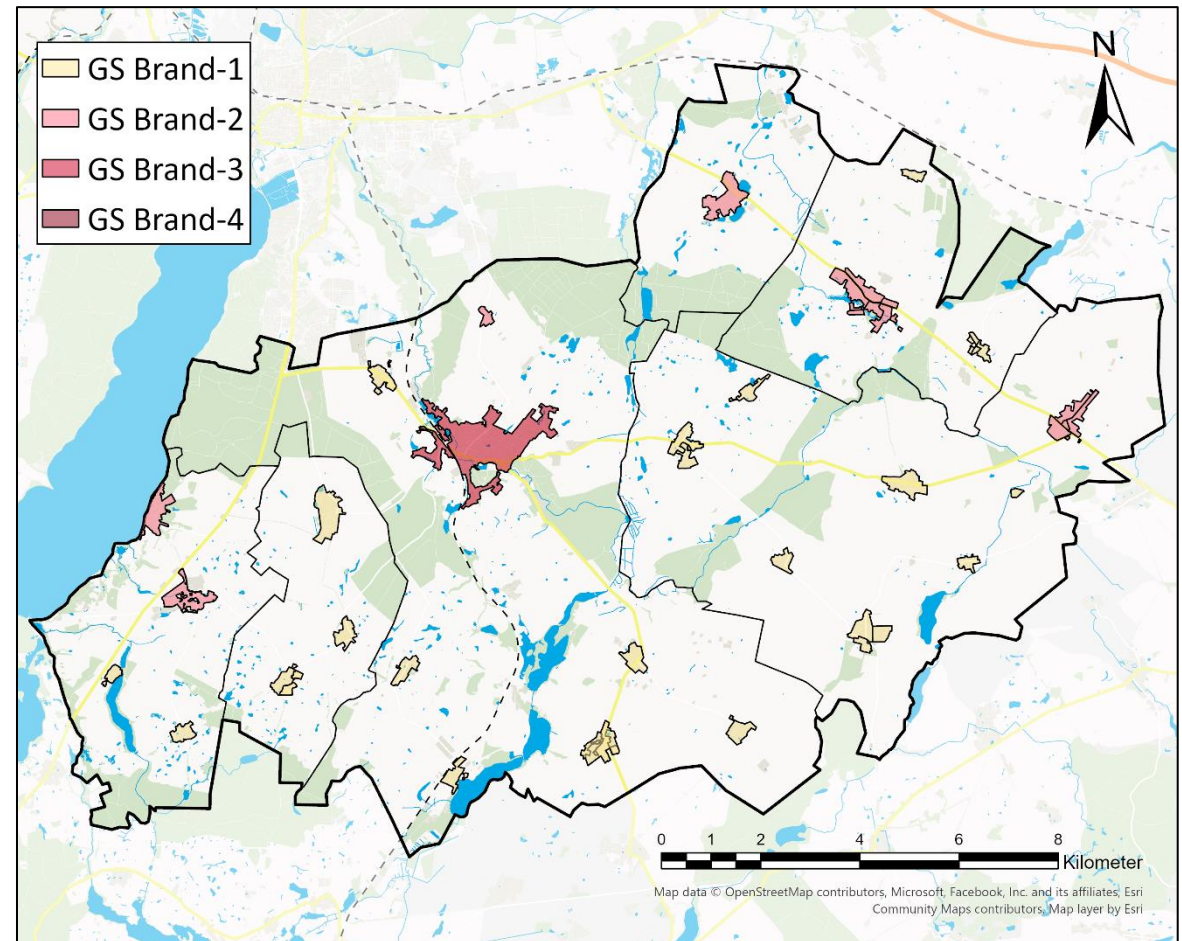 GS Brand-1
GS Brand-2
GS Brand-3
GS Brand-4
N
0 1 2 4 6 8
Kilometer
Map data © OpenStreetMap contributors, Microsoft, Facebook, Inc. and its affiliates, Esri
Community Maps contributors, Map layer by Esri